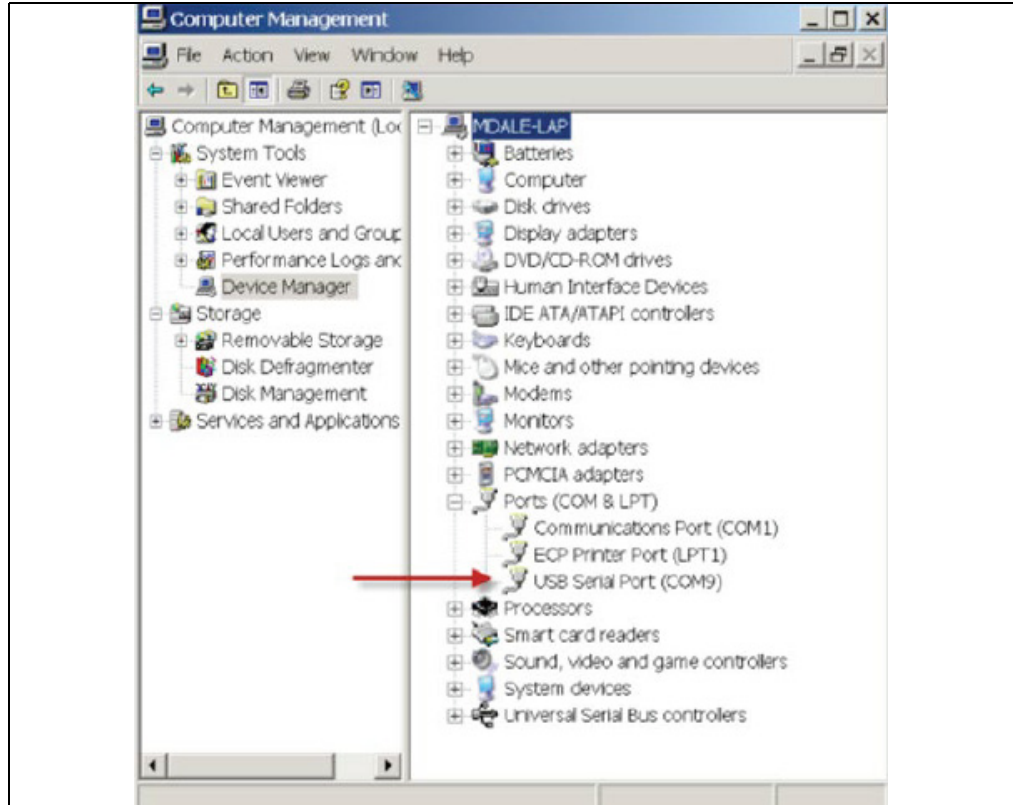 Computer Management
File Action View Window Help
Computer Management (Loc
System Tools
Event Viewer
Shared Folders
Local Users and Group
Performance Logs and
Device Manager
Storage
Removable Storage
Disk Defragmenter
Disk Management
Services and Applications
MDALE-LAP
Batteries
Computer
Disk drives
Display adapters
DVD/CD-ROM drives
Human Interface Devices
IDE ATA/ATAPI controllers
Keyboards
Mice and other pointing devices
Modems
Monitors
Network adapters
PCMCIA adapters
Ports (COM & LPT)
Communications Port (COM1)
ECP Printer Port (LPT1)
USB Serial Port (COM9)
Processors
Smart card readers
Sound, video and game controllers
System devices
Universal Serial Bus controllers